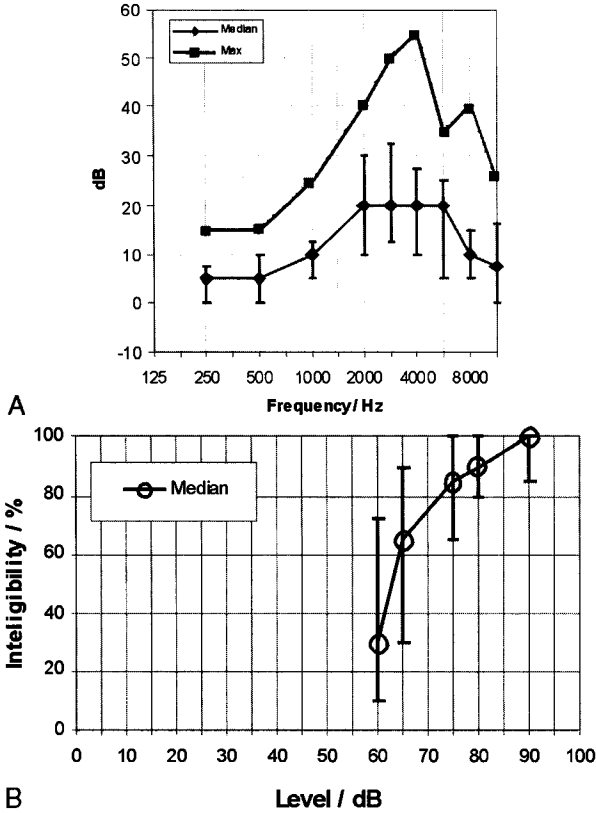 60
50
40
30
20
10
0
-10
dB
Median
Max
125 250 500 1000 2000 4000 8000
Frequency/ Hz
A
100
80
60
40
20
0
Inteligibility / %
Median
0 10 20 30 40 50 60 70 80 90 100
Level / dB
B